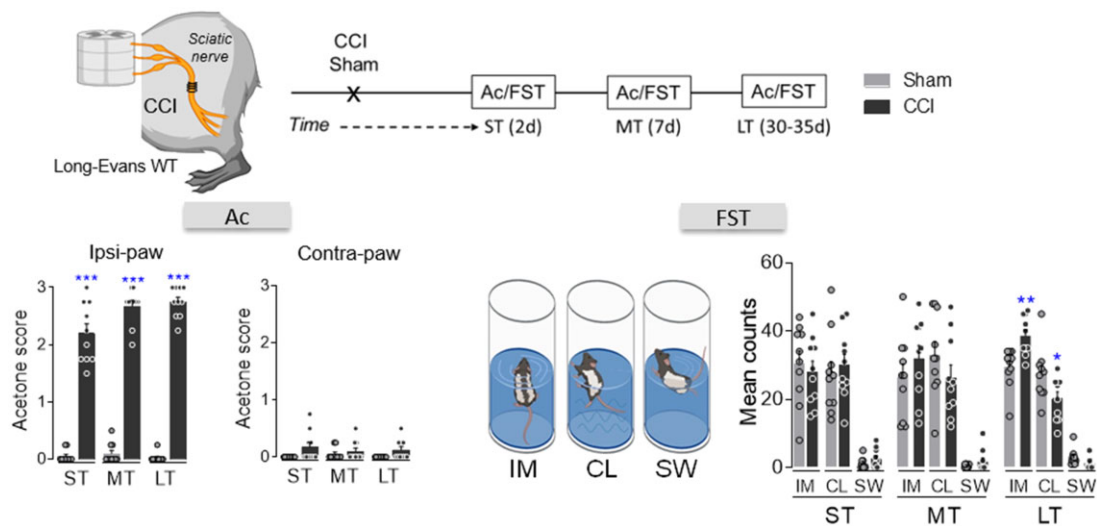 Sciatic
nerve
CCI
Long-Evans WT
CCI
Sham
X
Ac/FST
Ac/FST
Ac/FST
Time
ST (2d)
MT (7d)
LT (30-35d)
Sham
CCI
Ac
FST
Ipsi-paw
Contra-paw
***
***
***
Acetone score
3
2
1
0
ST
MT
LT
Acetone score
3
2
1
0
ST
MT
LT
IM
CL
SW
Mean counts
60
40
20
0
**
*
IM
CL
SW
IM
CL
SW
IM
CL
SW
ST
MT
LT